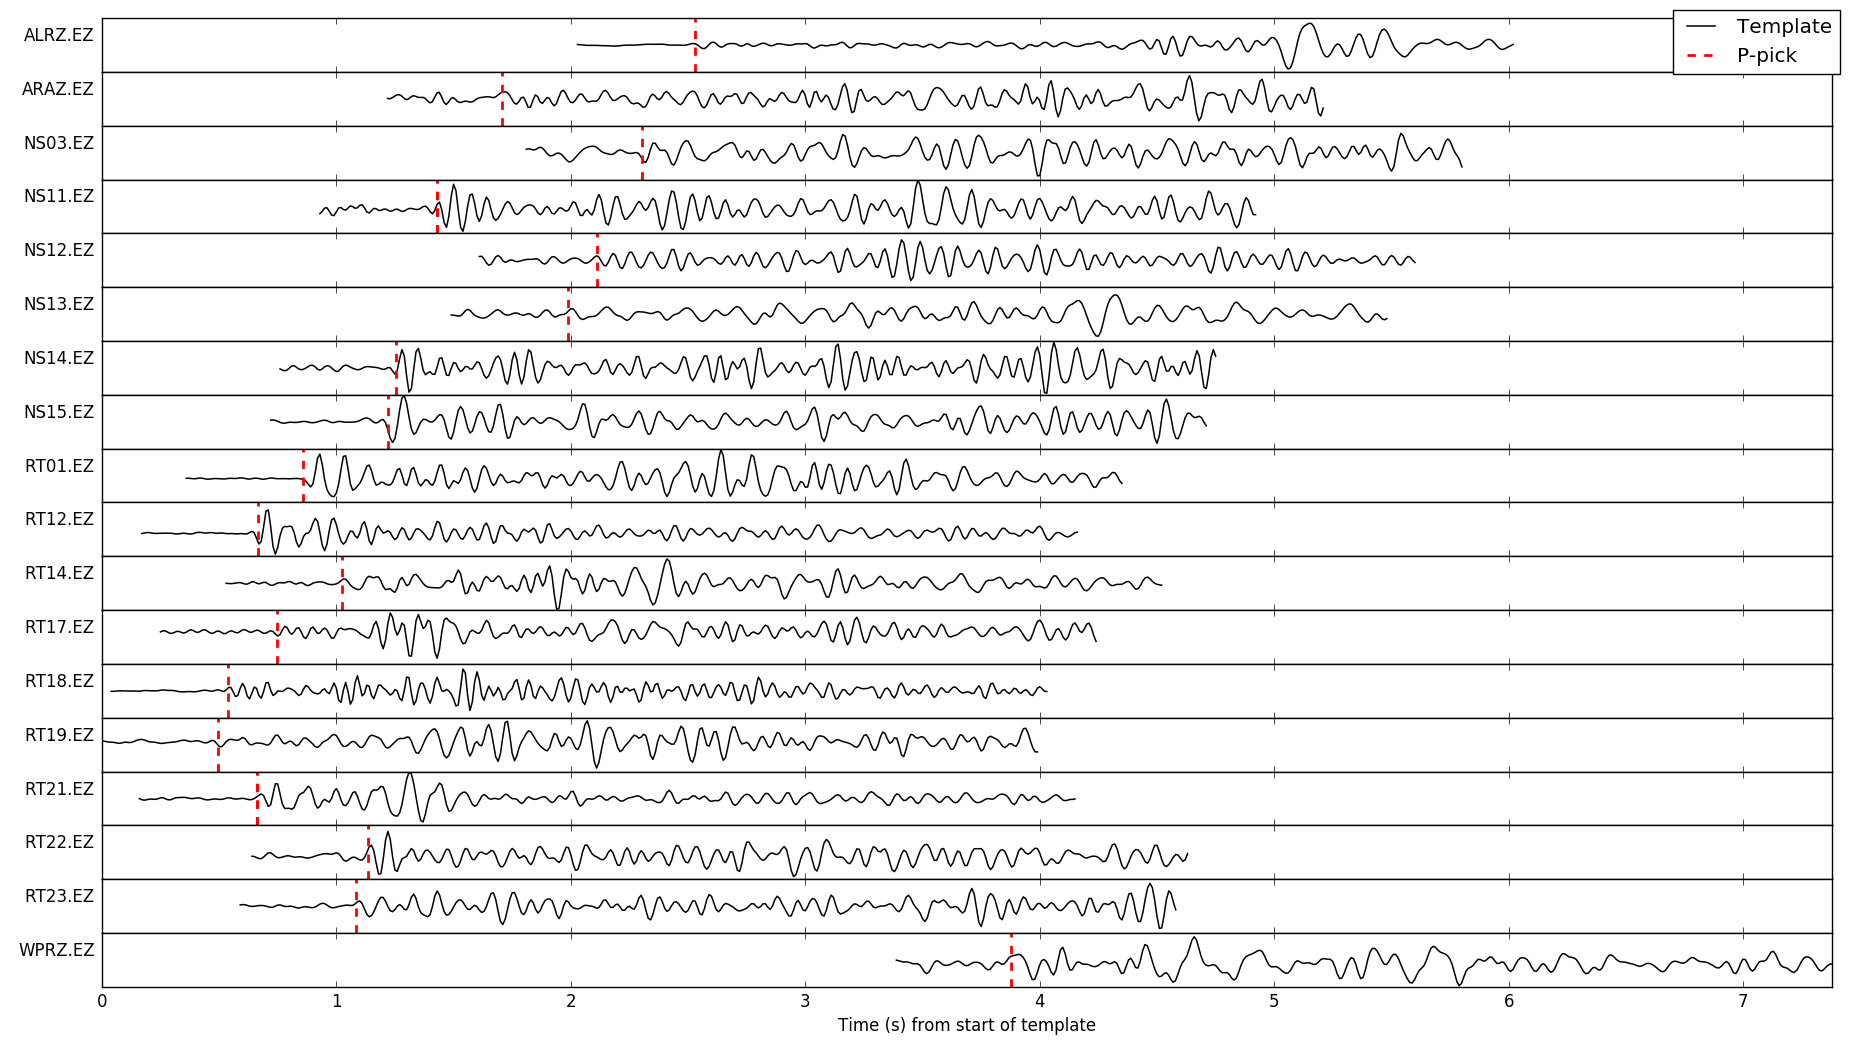 Template
P-pick
ALRZ.EZ
ARAZ.EZ
NS03.EZ
NS11.EZ
NS12.EZ
NS13.EZ
NS14.EZ
NS15.EZ
RT01.EZ
RT12.EZ
RT14.EZ
RT17.EZ
RT18.EZ
RT19.EZ
RT21.EZ
RT22.EZ
RT23.EZ
WPRZ.EZ
0 1 2 3 4 5 6 7
Time (s) from start of template